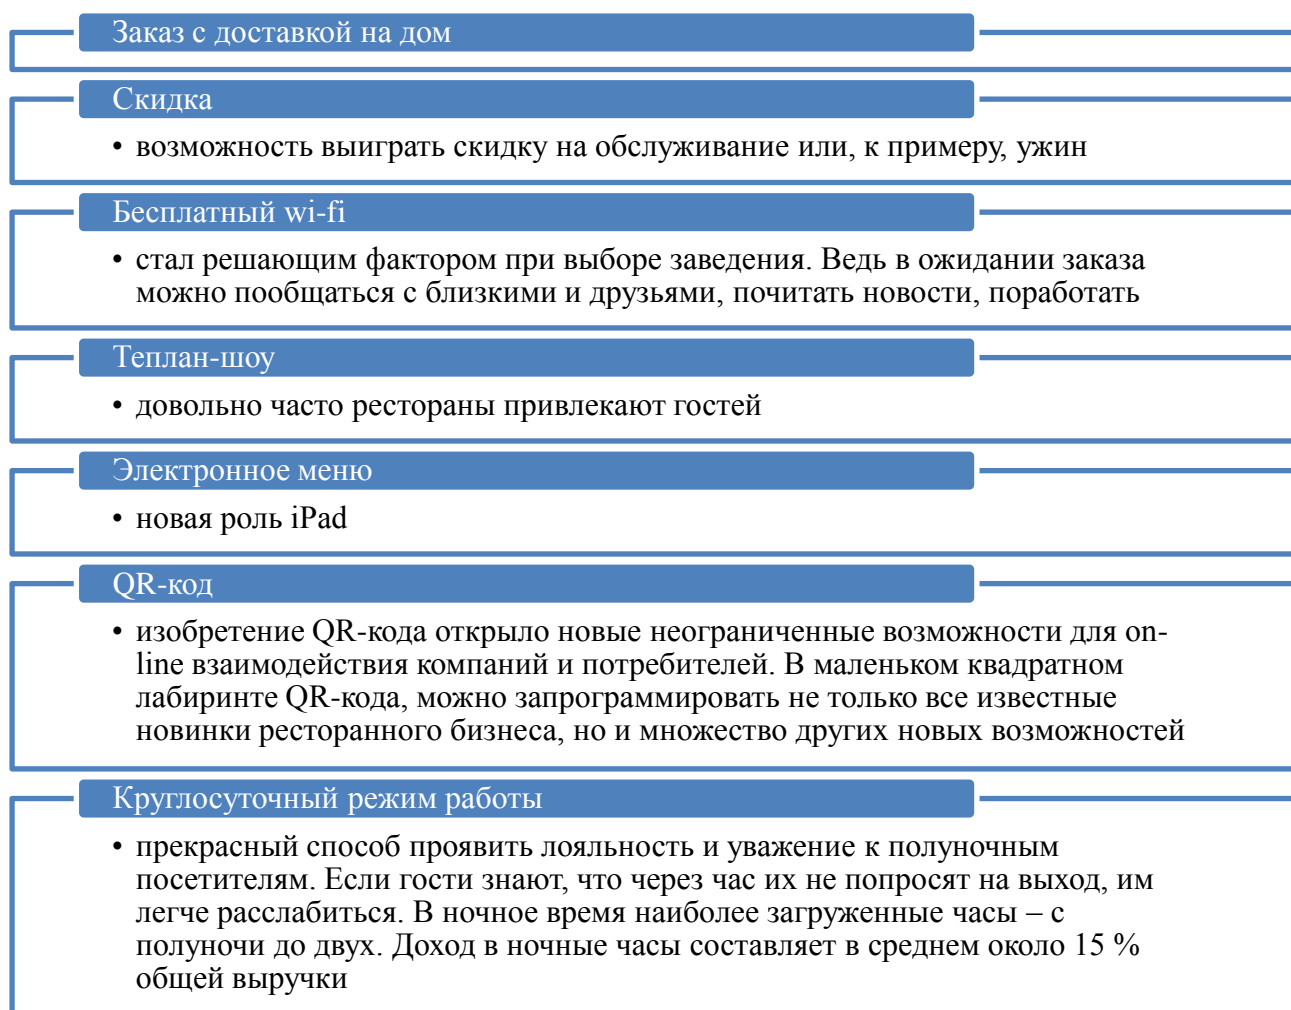 Заказ с доставкой на дом
Скидка
• возможность выиграть скидку на обслуживание или, к примеру, ужин
Бесплатный wi-fi
• стал решающим фактором при выборе заведения. Ведь в ожидании заказа
можно пообщаться с близкими и друзьями, почитать новости, поработать
Теплан-шоу
• довольно часто рестораны привлекают гостей
Электронное меню
• новая роль iPad
QR-код
• изобретение QR-кода открыло новые неограниченные возможности для on-
line взаимодействия компаний и потребителей. В маленьком квадратном
лабиринте QR-кода, можно запрограммировать не только все известные
новинки ресторанного бизнеса, но и множество других новых возможностей
Круглосуточный режим работы
• прекрасный способ проявить лояльность и уважение к полуночным
посетителям. Если гости знают, что через час их не попросят на выход, им
легче расслабиться. В ночное время наиболее загруженные часы – с
полуночи до двух. Доход в ночные часы составляет в среднем около 15 %
общей выручки